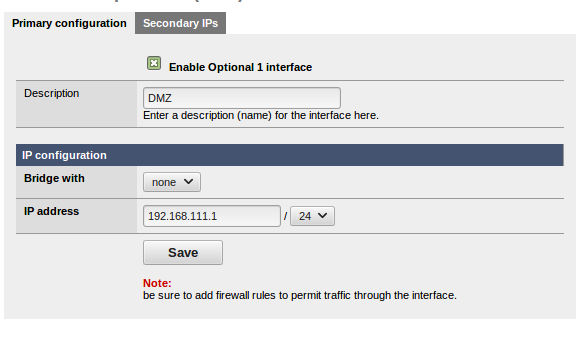 Primary configuration Secondary IPs
Enable Optional 1 interface
Description DMZ
Enter a description (name) for the interface here.
IP configuration
Bridge with none
IP address 192.168.111.1 / 24
Save
Note:
be sure to add firewall rules to permit traffic through the interface.